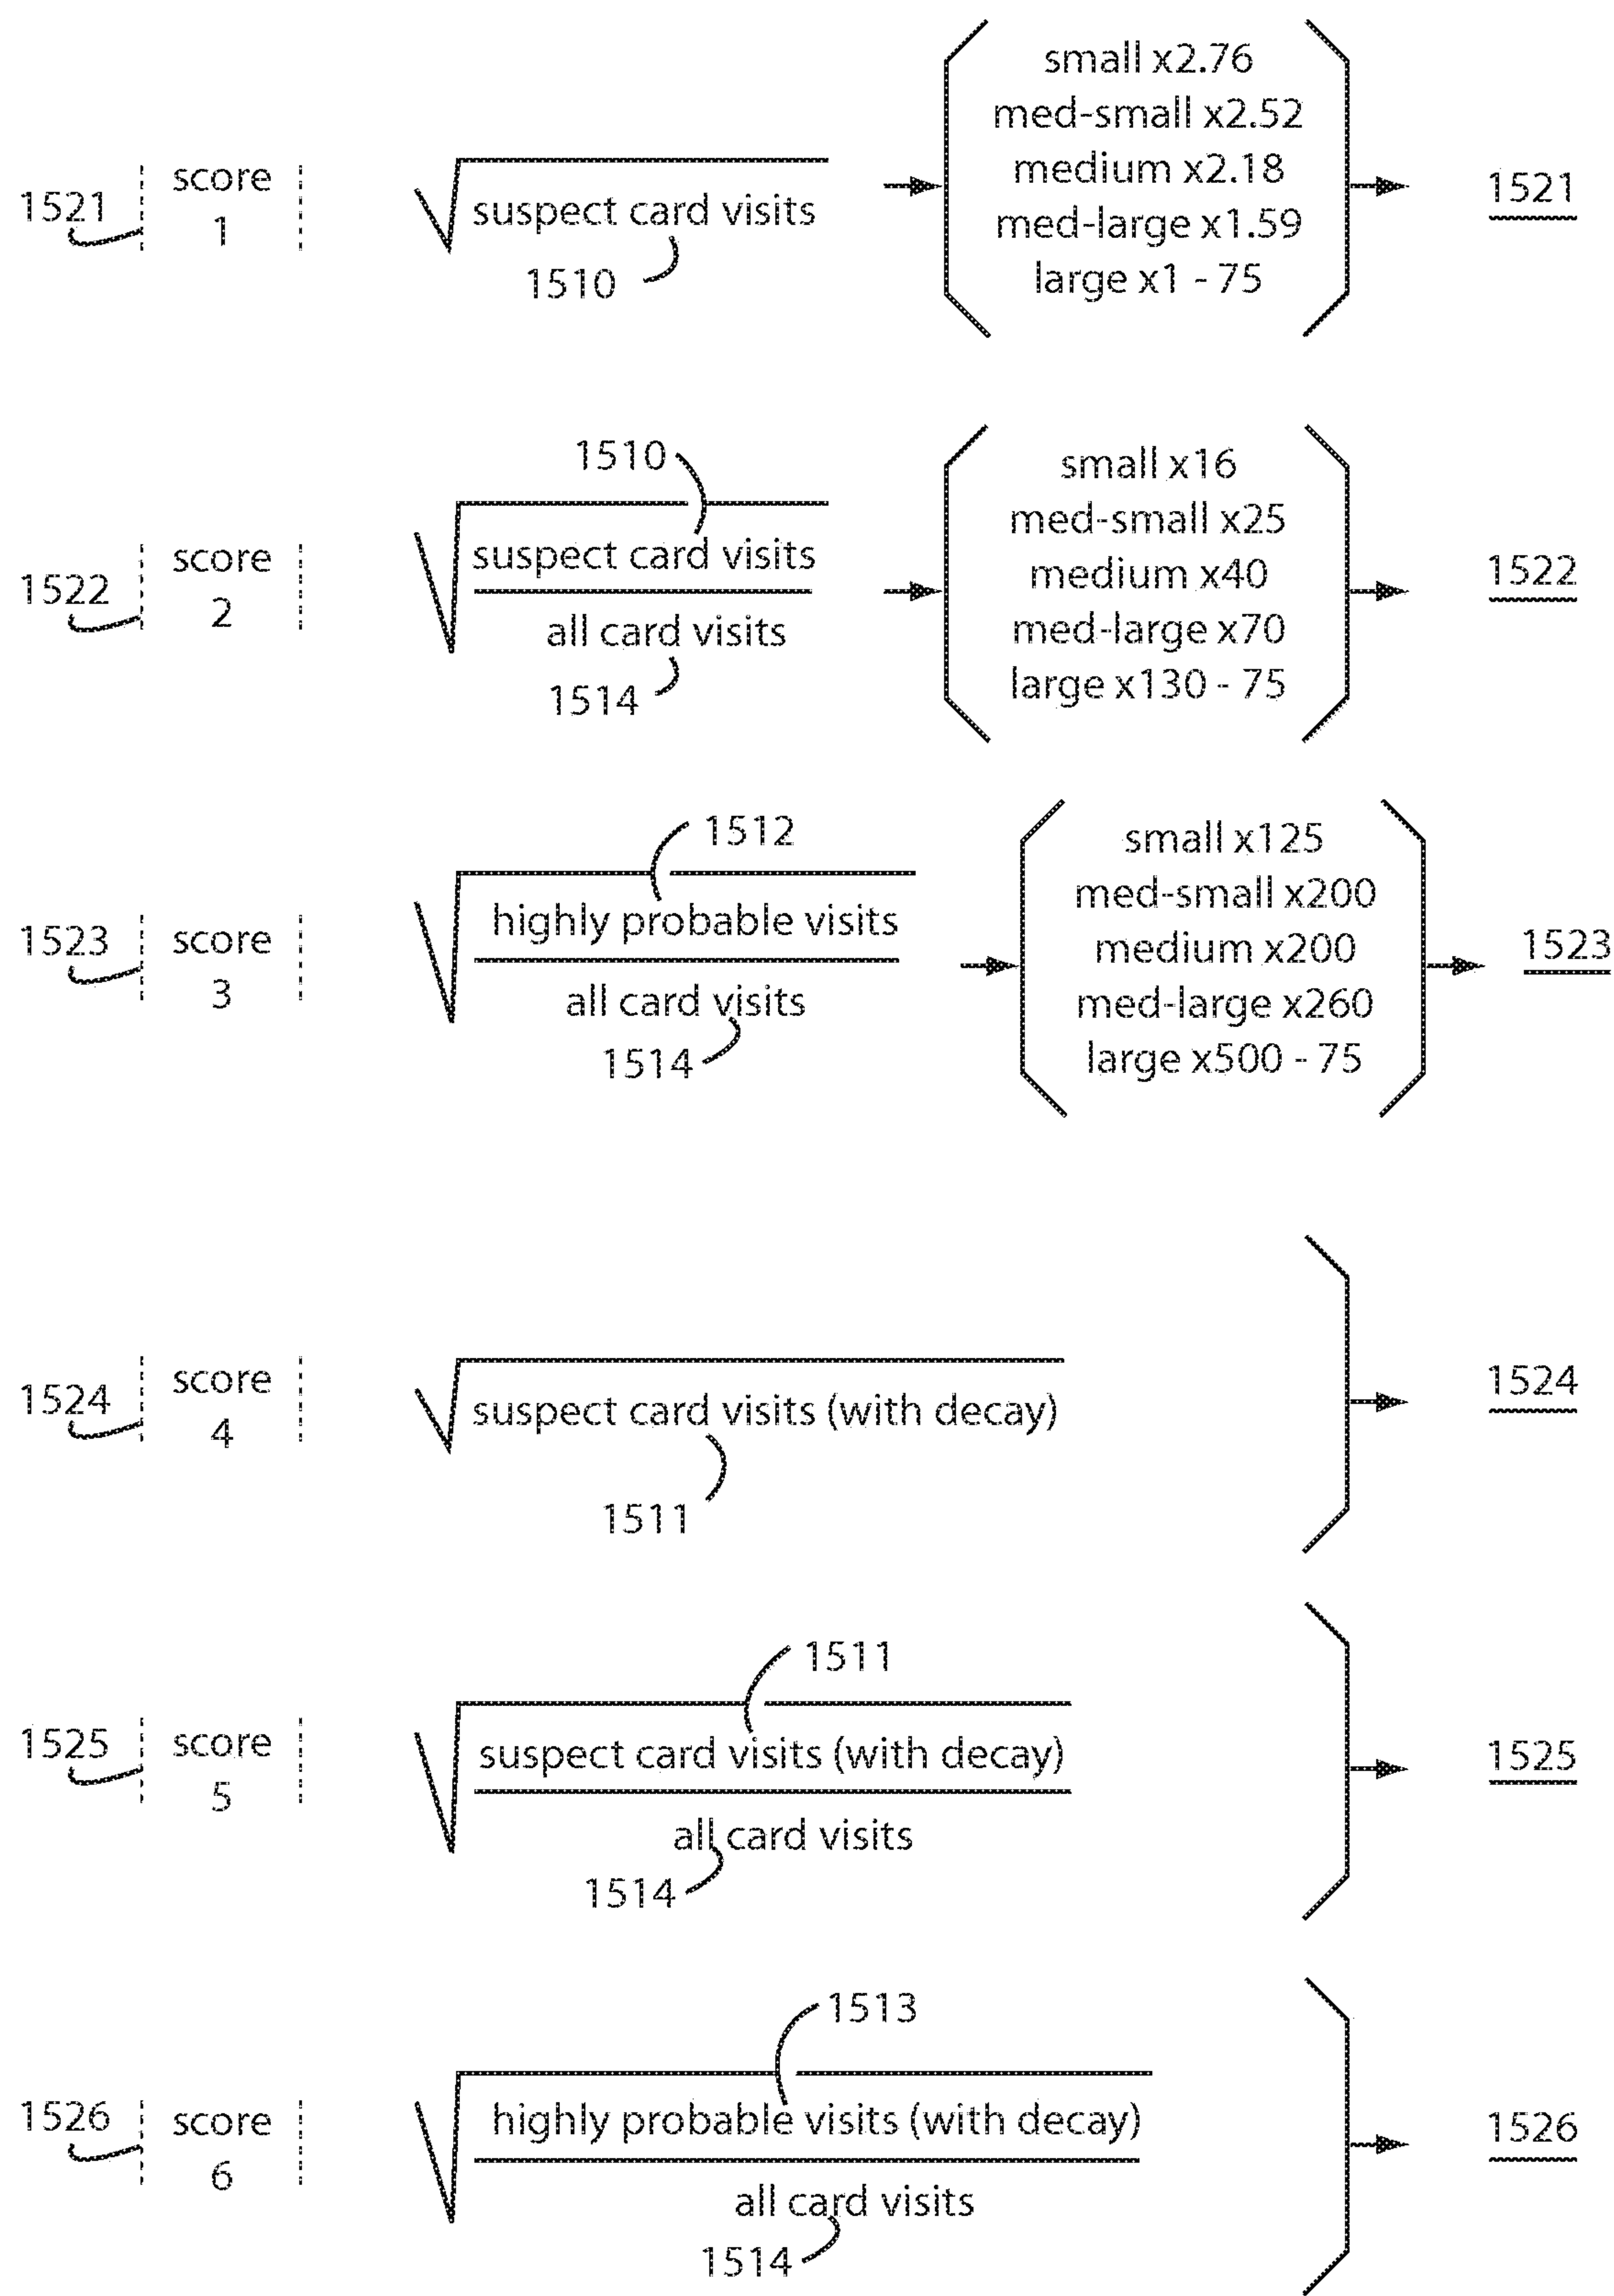 small x2.76
med-small x2.52
medium x2.18
med-large x1.59
large x1 - 75
1521
score
1
suspect card visits
1510
1521
1510
small x16
med-small x25
medium x40
med-large x70
large x130 - 75
1522
score
2
suspect card visits
all card visits
1514
1522
1512
small x125
med-small x200
medium x200
med-large x260
large x500 - 75
1523
score
3
highly probable visits
all card visits
1514
1523
1524
score
4
suspect card visits (with decay)
1511
1524
1511
1525
score
5
suspect card visits (with decay)
all card visits
1514
1525
1513
1526
score
6
highly probable visits (with decay)
all card visits
1514
1526